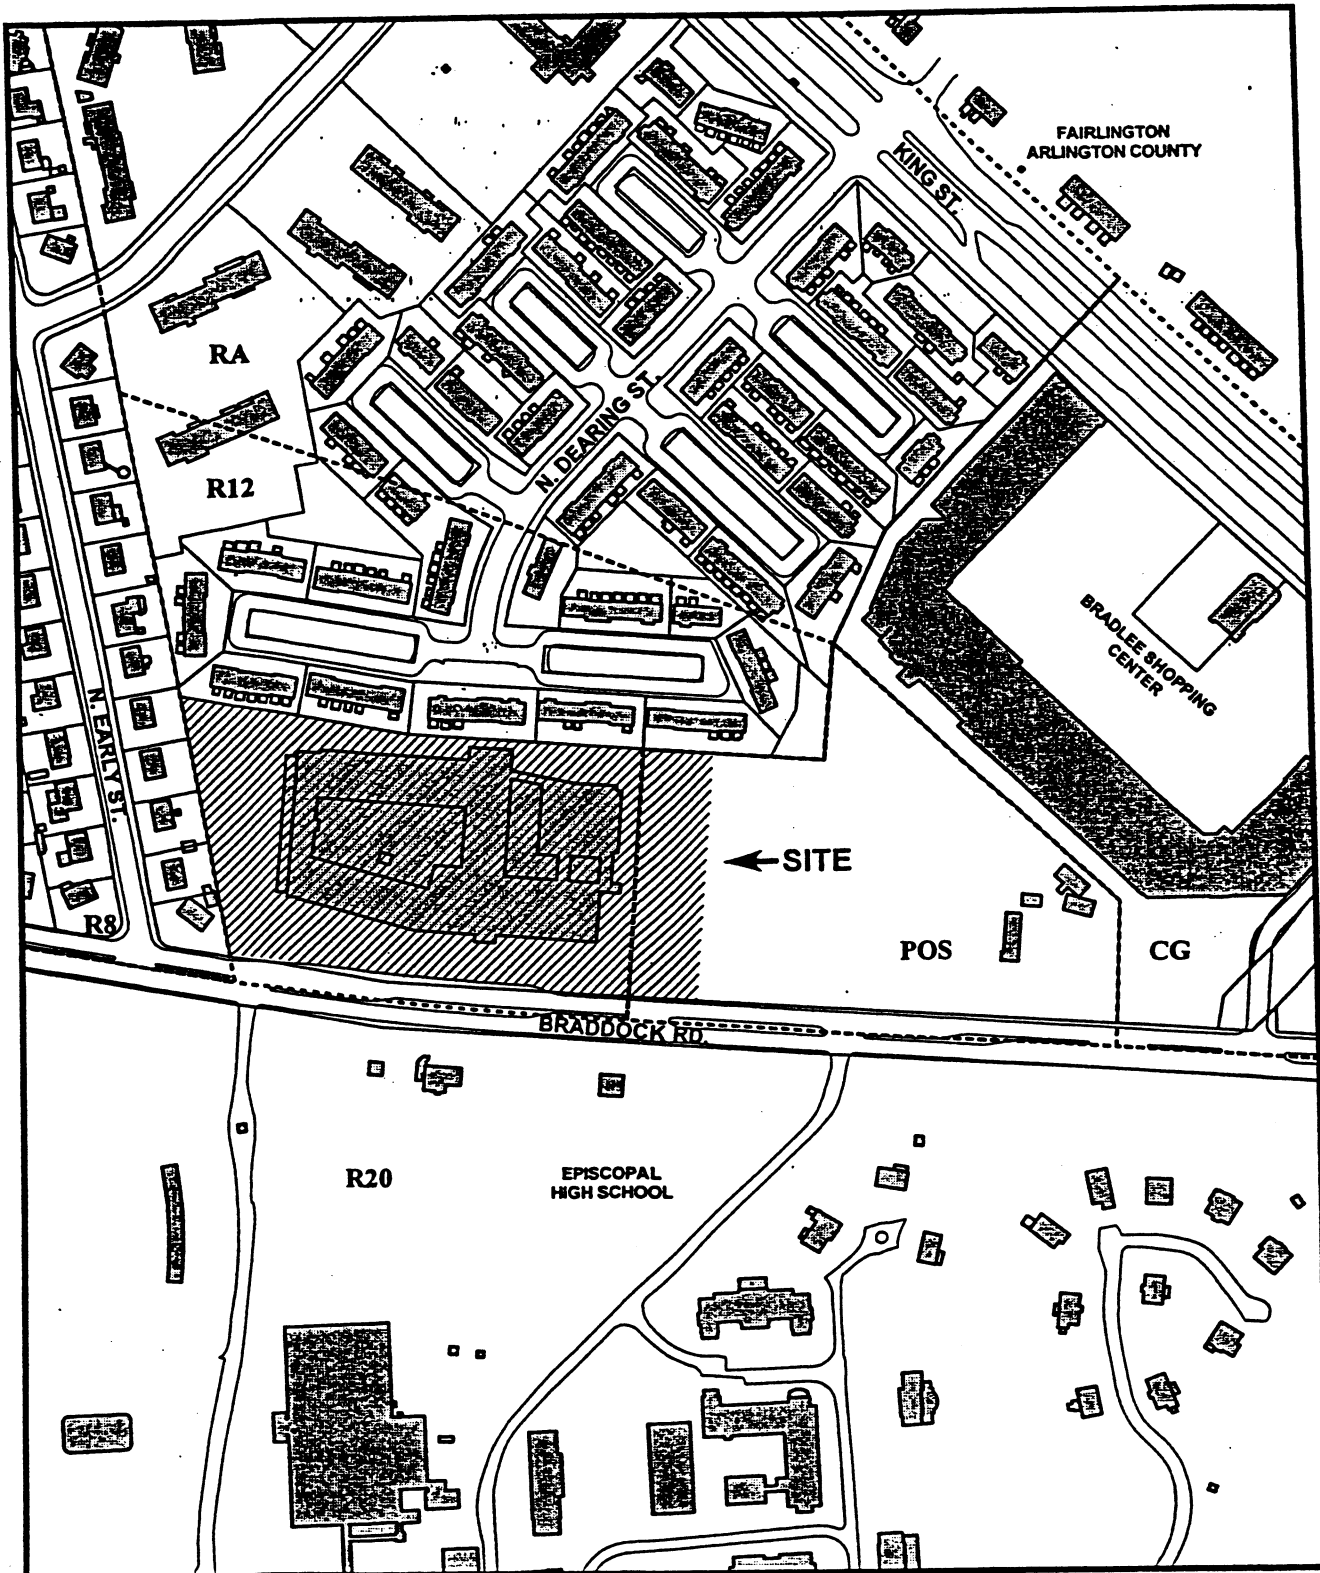 FAIRLINGTON
ARLINGTON COUNTY
KING ST.
RA
N. DEARING ST.
R12
BRADLEE SHOPPING
CENTER
N. EARLY ST.
SITE
R8
POS
CG
BRADDOCK RD.
R20
EPISCOPAL
HIGH SCHOOL